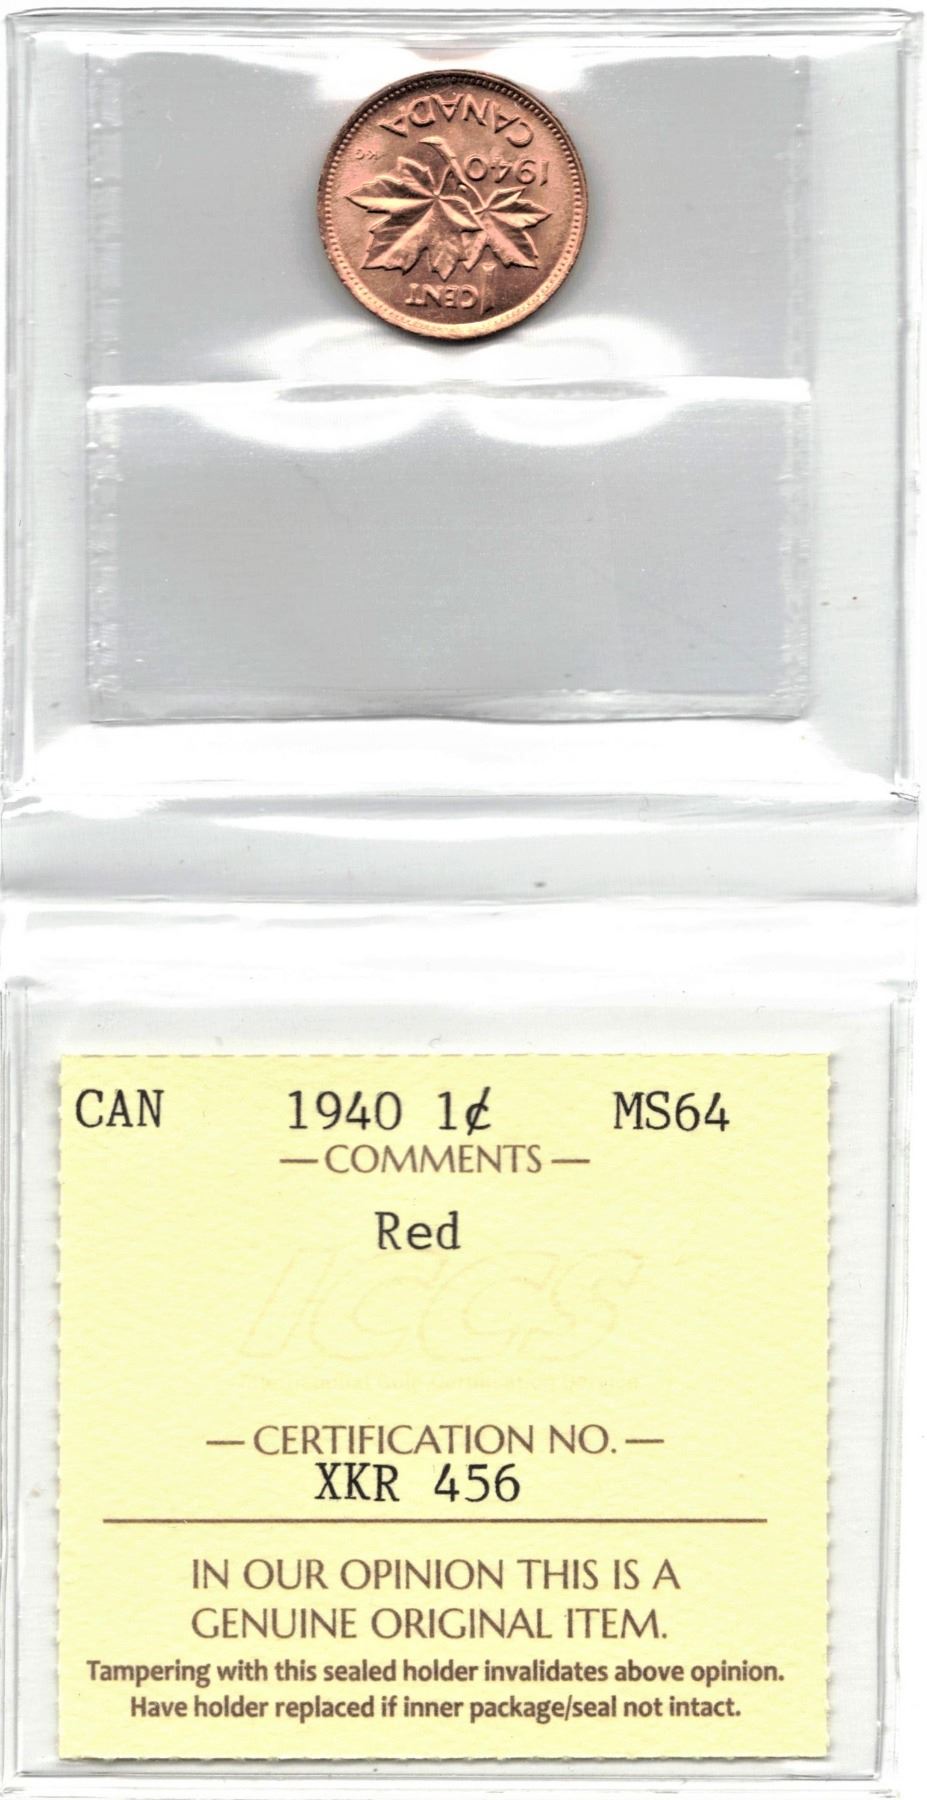 CANADA
1940
KG
1 CENT
CAN 1940 1¢ MS64
— COMMENTS —
Red
ICCS
— CERTIFICATION NO. —
XKR 456
IN OUR OPINION THIS IS A
GENUINE ORIGINAL ITEM.
Tampering with this sealed holder invalidates above opinion.
Have holder replaced if inner package/seal not intact.